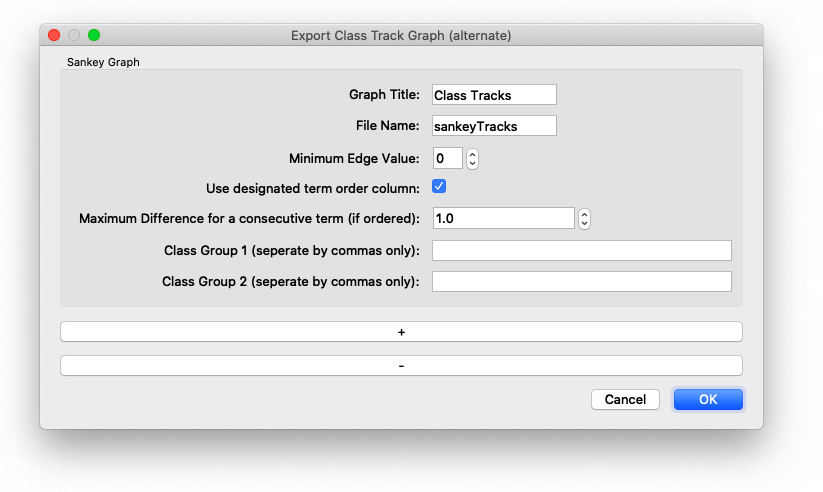 Export Class Track Graph (alternate)
Sankey Graph
Graph Title: Class Tracks
File Name: sankeyTracks
Minimum Edge Value: 0
Use designated term order column:
Maximum Difference for a consecutive term (if ordered): 1.0
Class Group 1 (seperate by commas only):
Class Group 2 (seperate by commas only):
+
-
Cancel OK